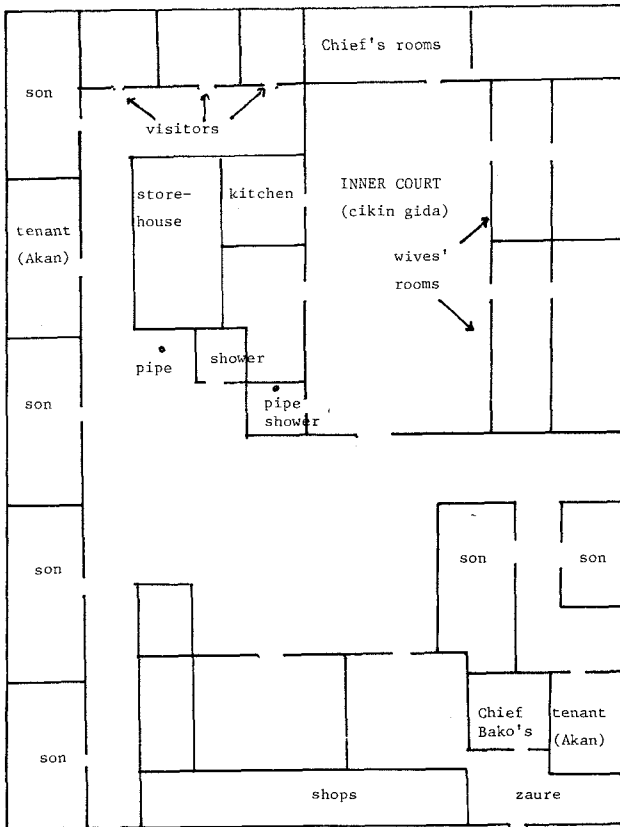 Chief's rooms
son
visitors
store-
house
kitchen
INNER COURT
(cikin gida)
tenant
(Akan)
wives'
rooms
pipe
shower
son
pipe
shower
son
son
son
Chief
Bako's
tenant
(Akan)
son
shops
zaure